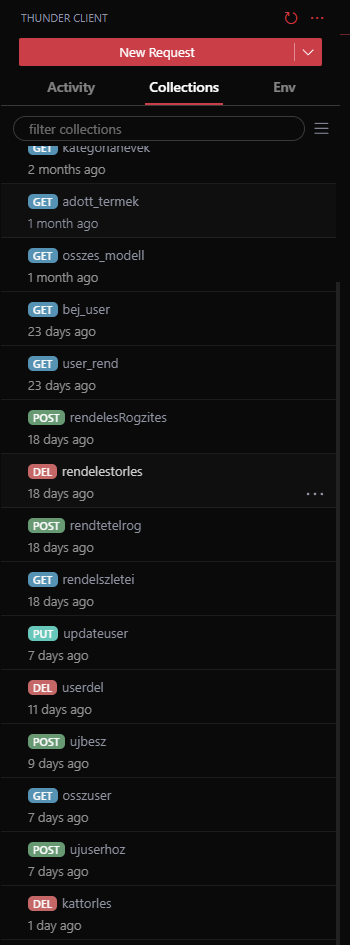 THUNDER CLIENT
New Request
Activity Collections Env
filter collections
GET kategorianevek
2 months ago
GET adott_termek
1 month ago
GET osszes_modell
1 month ago
GET bej_user
23 days ago
GET user_rend
23 days ago
POST rendelesRogzites
18 days ago
DEL rendelestorles
18 days ago
POST rendtetelrog
18 days ago
GET rendelszletei
18 days ago
PUT updateuser
7 days ago
DEL userdel
11 days ago
POST ujbesz
9 days ago
GET osszuser
7 days ago
POST ujuserhoz
7 days ago
DEL kattorles
1 day ago